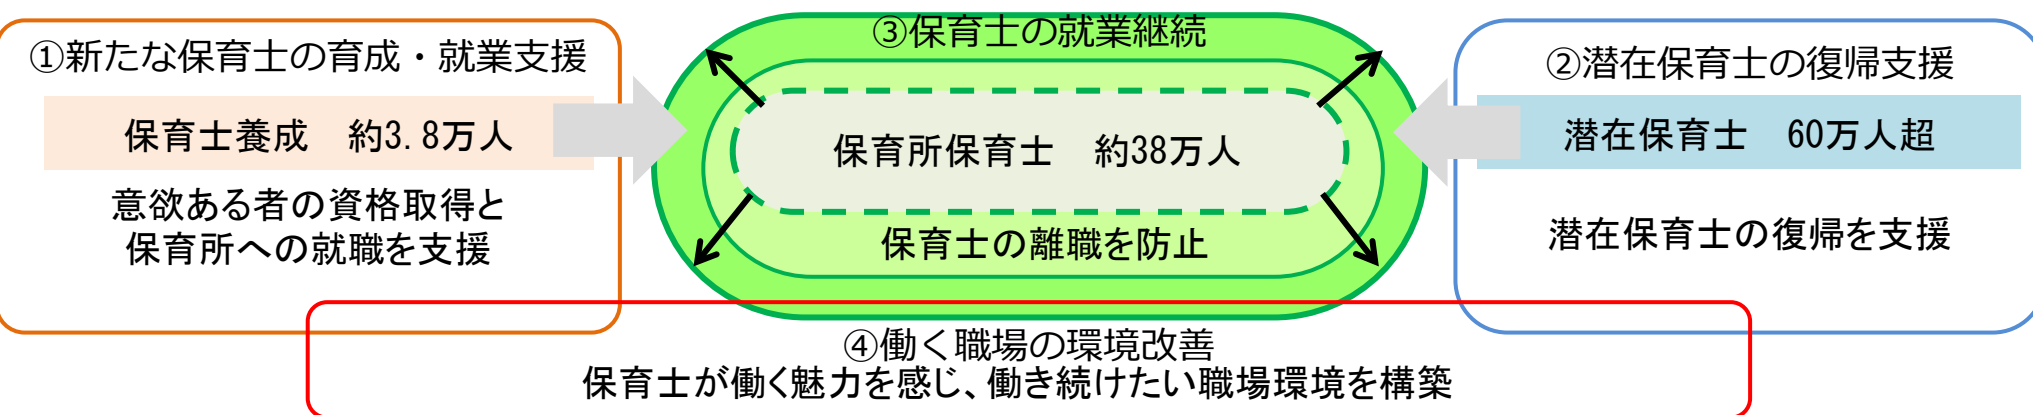 ①新たな保育士の育成・就業支援
保育士養成　約3.8万人
意欲ある者の資格取得と
保育所への就職を支援
③保育士の就業継続
保育所保育士　約38万人
保育士の離職を防止
②潜在保育士の復帰支援
潜在保育士　60万人超
潜在保育士の復帰を支援
④働く職場の環境改善
保育士が働く魅力を感じ、働き続けたい職場環境を構築